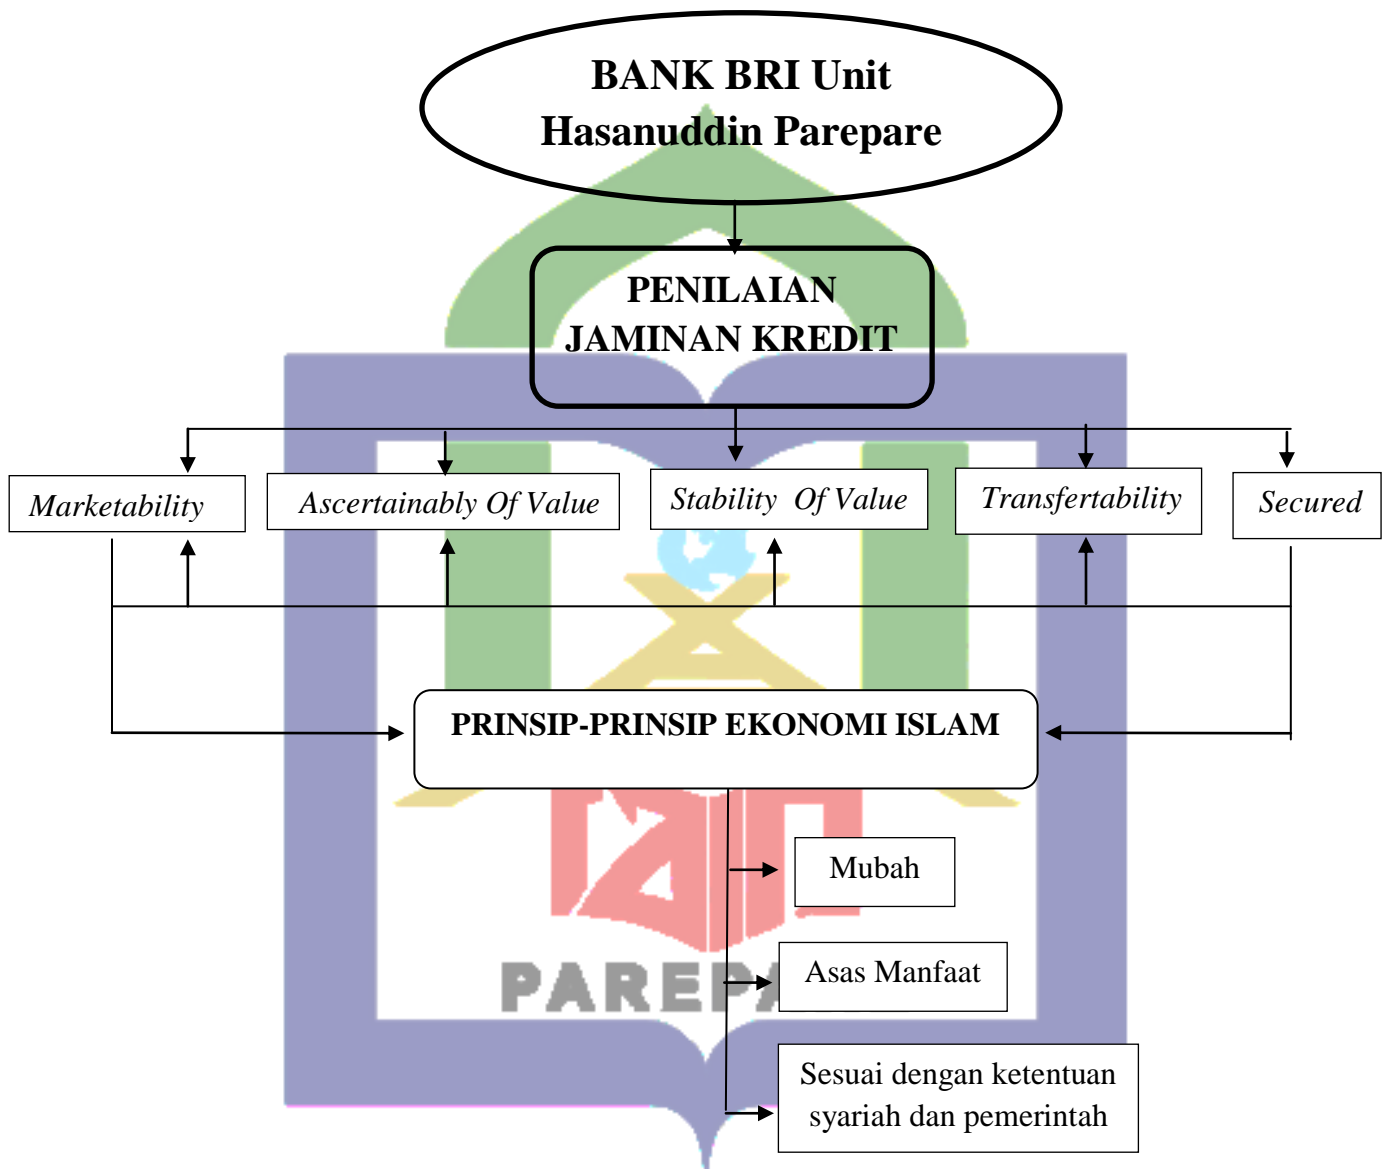 BANK BRI Unit
Hasanuddin Parepare
PENILAIAN
JAMINAN KREDIT
Marketability
Ascertainably Of Value
Stability Of Value
Transfertability
Secured
PRINSIP-PRINSIP EKONOMI ISLAM
Mubah
Asas Manfaat
Sesuai dengan ketentuan
syariah dan pemerintah